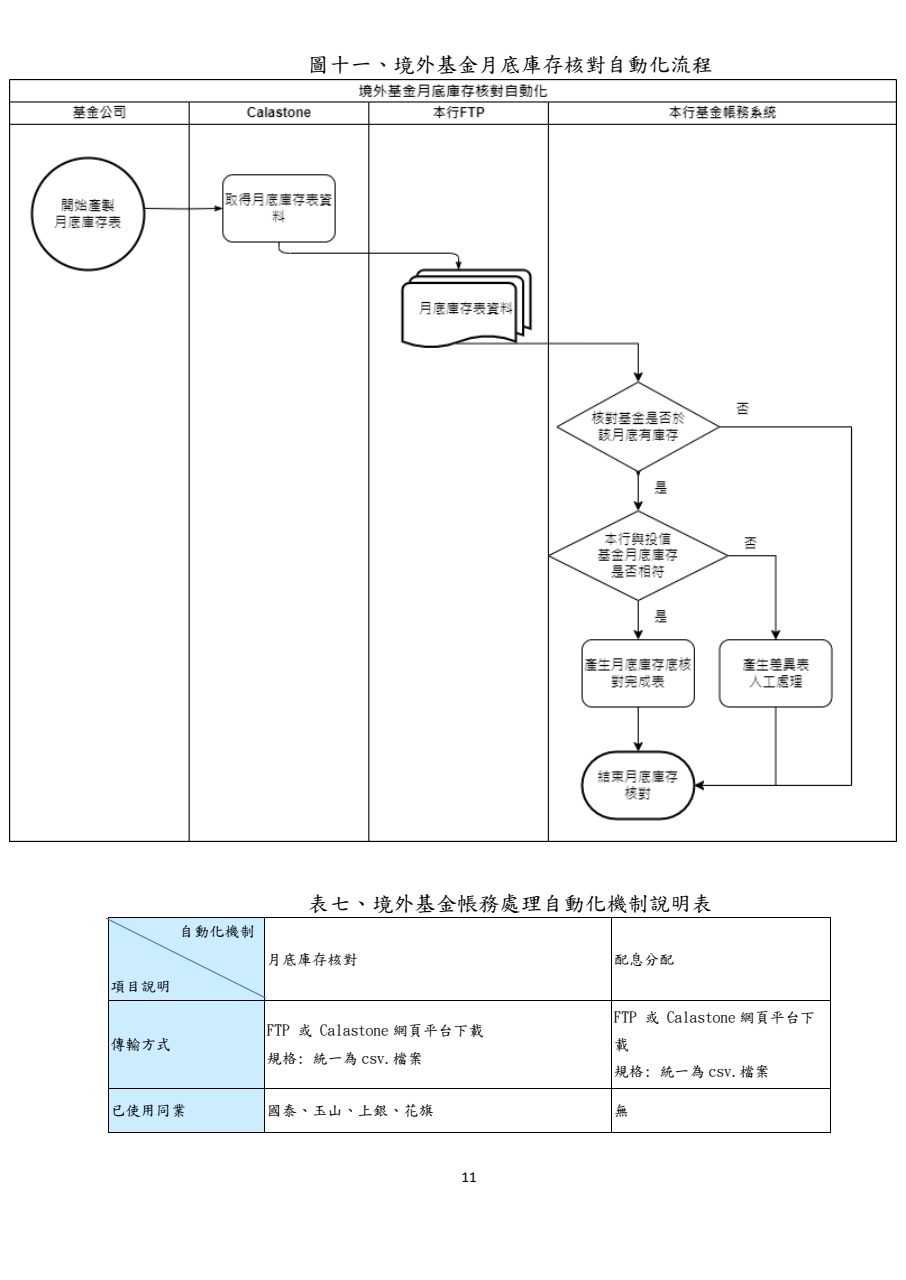 圖十一、境外基金月底庫存核對自動化流程
境外基金月底庫存核對自動化
基金公司
Calastone
本行FTP
本行基金帳務系統
開始產製
月底庫存表
取得月底庫存表資
料
月底庫存表資料
核對基金是否於
該月底有庫存
否
是
本行與投信
基金月底庫存
是否相符
否
是
產生月底庫存底核
對完成表
產生差異表
人工處理
結束月底庫存
核對
表七、境外基金帳務處理自動化機制說明表
自動化機制
項目說明
月底庫存核對
配息分配
傳輸方式
FTP 或 Calastone 網頁平台下載
規格: 統一為 csv.檔案
FTP 或 Calastone 網頁平台下
載
規格: 統一為 csv.檔案
已使用同業
國泰、玉山、上銀、花旗
無
11